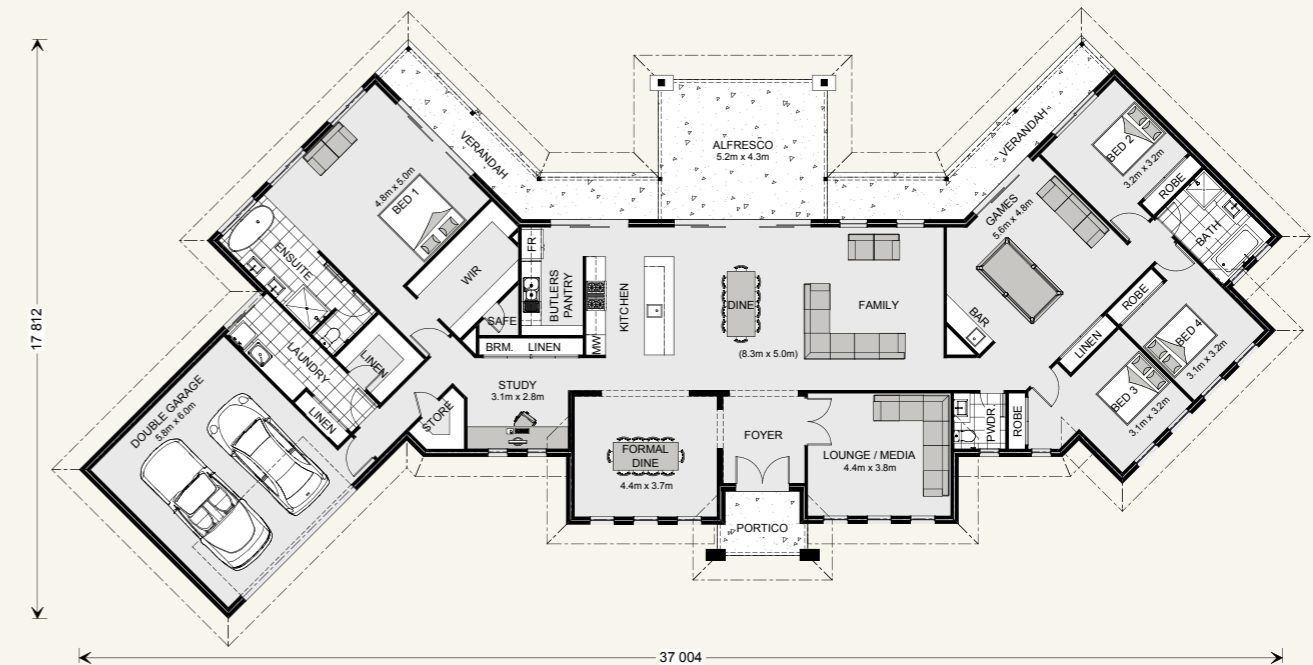 17 812
37 004
VERANDAH
ALFRESCO
5.2m x 4.3m
VERANDAH
BED 2
3.2m x 3.2m
ROBE
BATH
4.8m x 5.0m
BED 1
ENSUITE
WIR
SAFE
FR
BUTLERS
PANTRY
KITCHEN
MW
BRM.
LINEN
DINE
(8.3m x 5.0m)
FAMILY
GAMES
5.6m x 4.8m
BAR
ROBE
LINEN
BED 4
3.1m x 3.2m
BED 3
3.1m x 3.2m
LAUNDRY
LINEN
LINEN
DOUBLE GARAGE
5.8m x 6.0m
STORE
STUDY
3.1m x 2.8m
FORMAL
DINE
4.4m x 3.7m
FOYER
LOUNGE / MEDIA
4.4m x 3.8m
PWDR.
ROBE
PORTICO